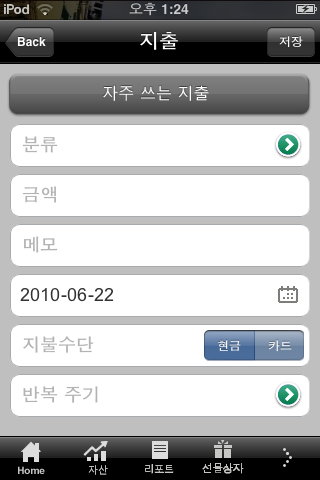 iPod 오후 1:24
Back 지출 저장
자주 쓰는 지출
분류
금액
메모
2010-06-22
지불수단 현금 카드
반복 주기
Home 자산 리포트 선물상자